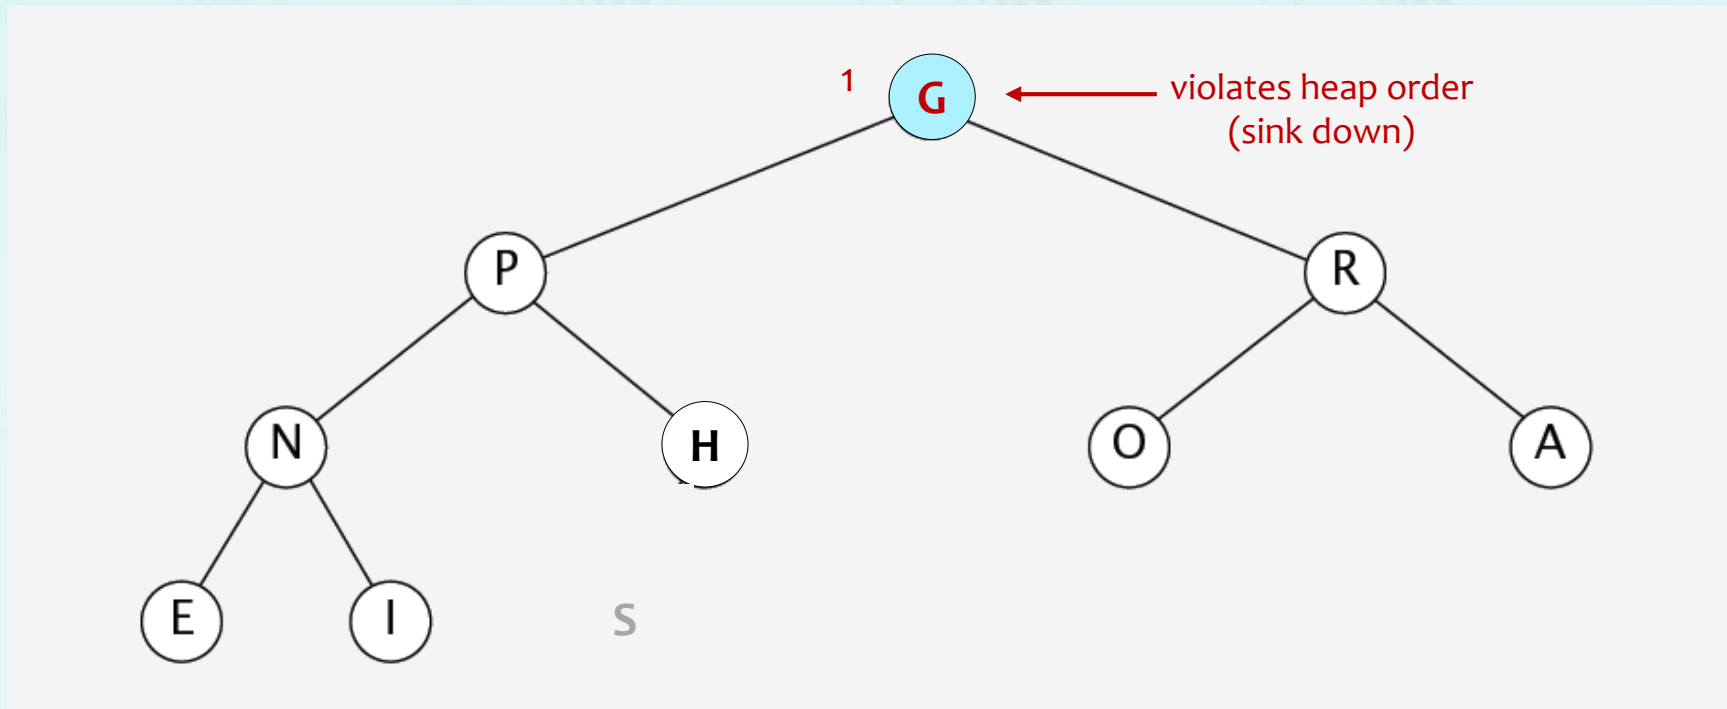 1
G
violates heap order
(sink down)
P
R
N
H
O
A
E
I
S